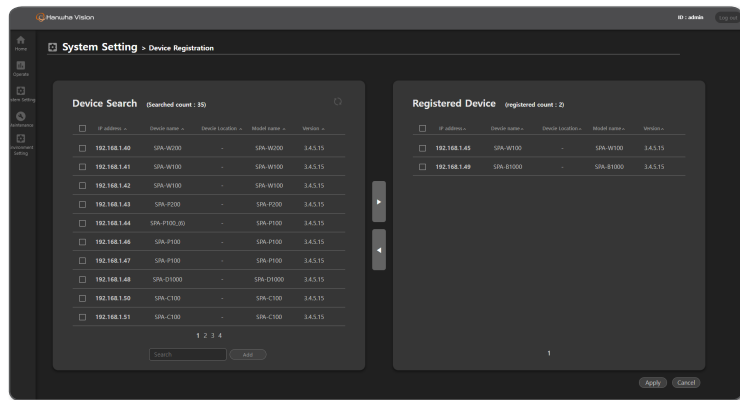 Hanwha Vision
ID : admin
Log out
Home
Operate
System Setting
Maintenance
Environment Setting
System Setting > Device Registration
Device Search (Searched count : 35)
IP address Devcie name Devcie Location Model name Version
192.168.1.40 SPA-W200 - SPA-W200 3.4.5.15
192.168.1.41 SPA-W100 - SPA-W100 3.4.5.15
192.168.1.42 SPA-W100 - SPA-W100 3.4.5.15
192.168.1.43 SPA-P200 - SPA-P200 3.4.5.15
192.168.1.44 SPA-P100_(6) - SPA-P100 3.4.5.15
192.168.1.46 SPA-P100 - SPA-P100 3.4.5.15
192.168.1.47 SPA-P100 - SPA-P100 3.4.5.15
192.168.1.48 SPA-D1000 - SPA-D1000 3.4.5.15
192.168.1.50 SPA-C100 - SPA-C100 3.4.5.15
192.168.1.51 SPA-C100 - SPA-C100 3.4.5.15
1 2 3 4
Search
Add
Registered Device (registered count : 2)
IP address Devcie name Devcie Location Model name Version
192.168.1.45 SPA-W100 - SPA-W100 3.4.5.15
192.168.1.49 SPA-B1000 - SPA-B1000 3.4.5.15
1
Apply
Cancel